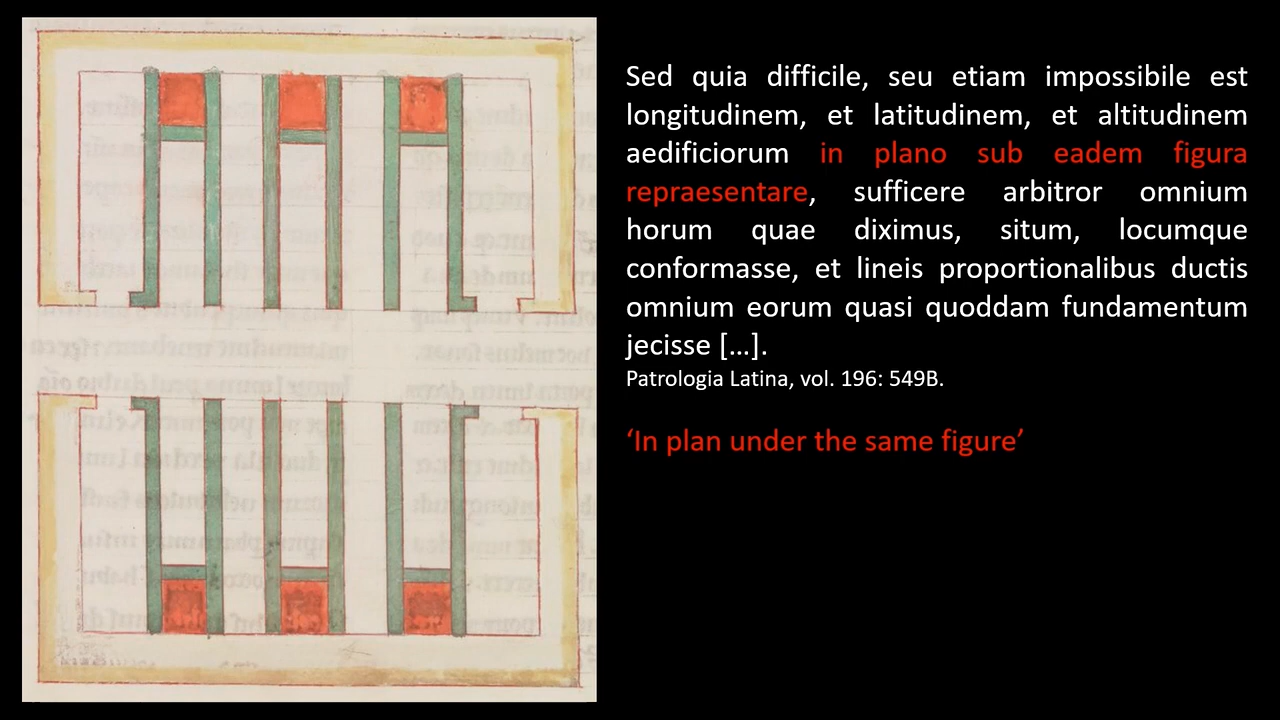 Sed quia difficile, seu etiam impossibile est
longitudinem, et latitudinem, et altitudinem
aedificiorum in plano sub eadem figura
repraesentare, sufficere arbitror omnium
horum quae diximus, situm, locumque
conformasse, et lineis proportionalibus ductis
omnium eorum quasi quoddam fundamentum
jecisse [...].
Patrologia Latina, vol. 196: 549B.
‘In plan under the same figure’